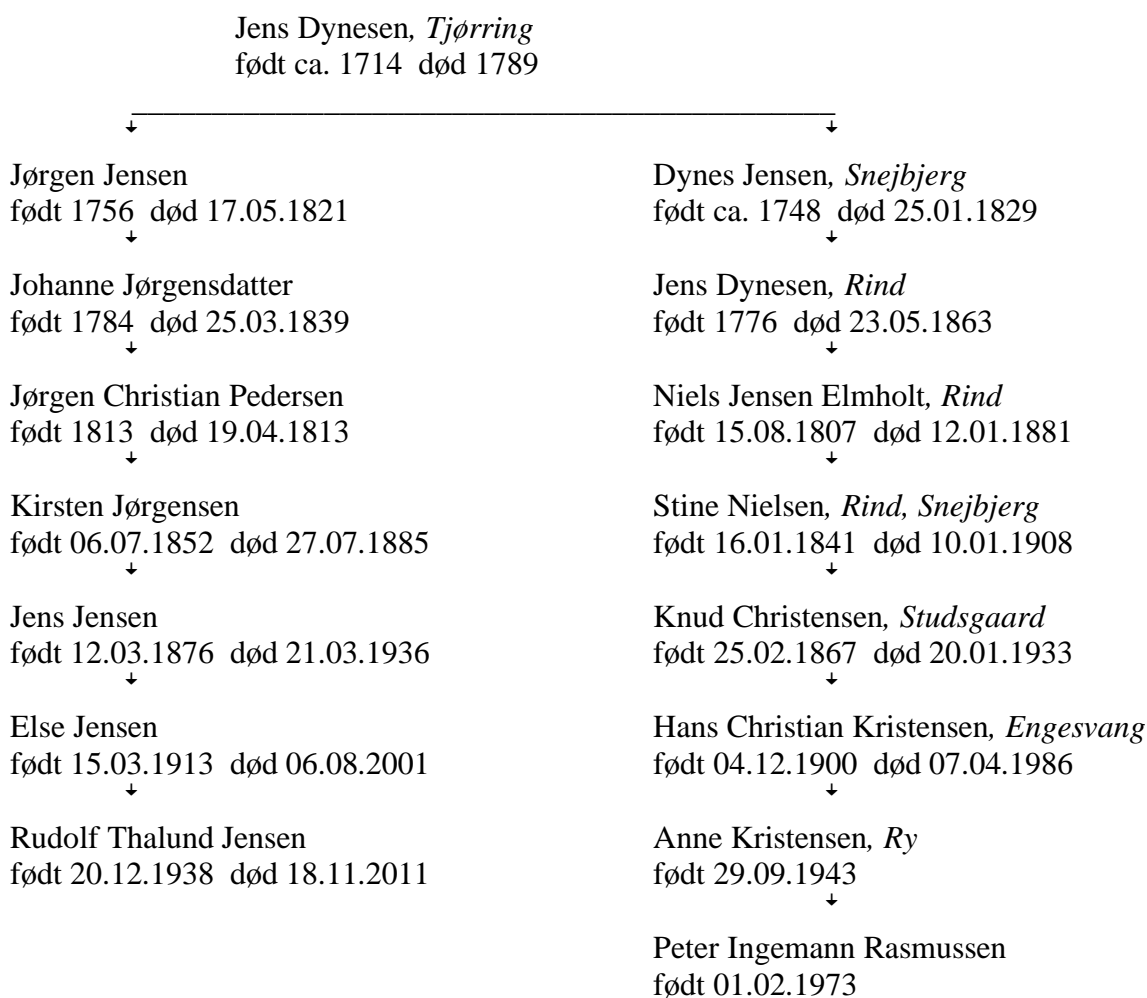 Jens Dynesen, Tjørring
født ca. 1714  død 1789
Jørgen Jensen
født 1756  død 17.05.1821
Johanne Jørgensdatter
født 1784  død 25.03.1839
Jørgen Christian Pedersen
født 1813  død 19.04.1813
Kirsten Jørgensen
født 06.07.1852  død 27.07.1885
Jens Jensen
født 12.03.1876  død 21.03.1936
Else Jensen
født 15.03.1913  død 06.08.2001
Rudolf Thalund Jensen
født 20.12.1938  død 18.11.2011
Dynes Jensen, Snejbjerg
født ca. 1748  død 25.01.1829
Jens Dynesen, Rind
født 1776  død 23.05.1863
Niels Jensen Elmholt, Rind
født 15.08.1807  død 12.01.1881
Stine Nielsen, Rind, Snejbjerg
født 16.01.1841  død 10.01.1908
Knud Christensen, Studsgaard
født 25.02.1867  død 20.01.1933
Hans Christian Kristensen, Engesvang
født 04.12.1900  død 07.04.1986
Anne Kristensen, Ry
født 29.09.1943
Peter Ingemann Rasmussen
født 01.02.1973